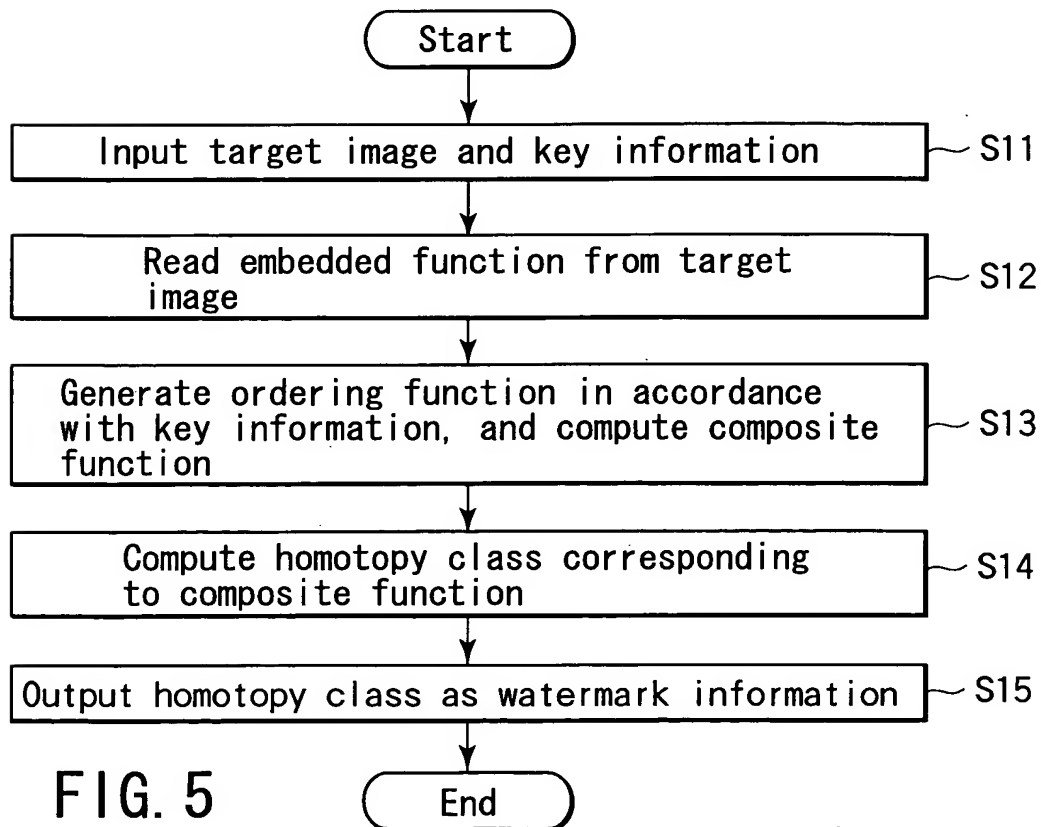 Start
Input target image and key information
S11
Read embedded function from target
image
S12
Generate ordering function in accordance
with key information, and compute composite
function
S13
Compute homotopy class corresponding
to composite function
S14
Output homotopy class as watermark information
S15
FIG. 5
End